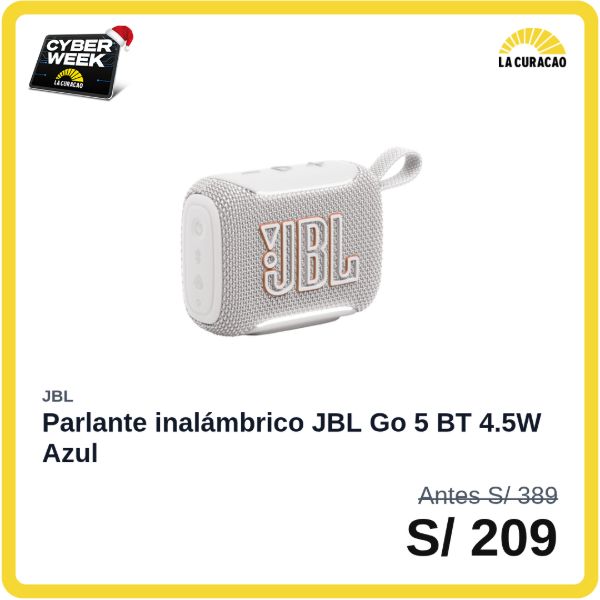 CYBER
WEEK
LA CURACAO
LA CURACAO
JBL
JBL
Parlante inalámbrico JBL Go 5 BT 4.5W
Azul
Antes S/ 389
S/ 209